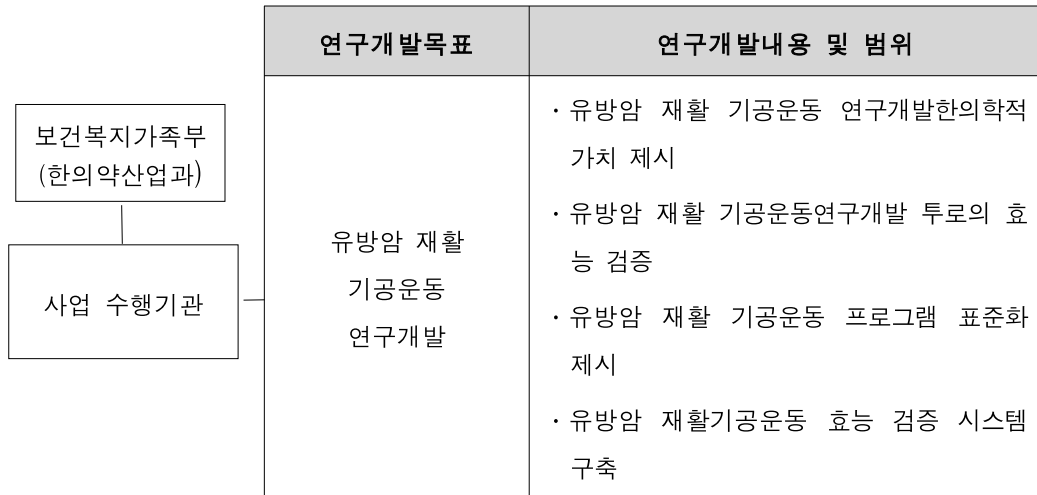 연구개발목표
연구개발내용 및 범위
보건복지가족부
(한의약산업과)
사업 수행기관
유방암 재활
기공운동
연구개발
· 유방암 재활 기공운동 연구개발한의학적
가치 제시
· 유방암 재활 기공운동연구개발 투로의 효
능 검증
· 유방암 재활 기공운동 프로그램 표준화
제시
· 유방암 재활기공운동 효능 검증 시스템
구축